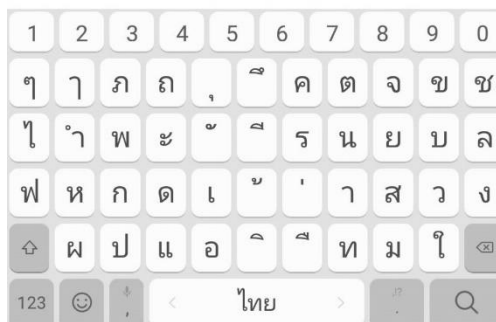 1 2 3 4 5 6 7 8 9 0
ๆ ๅ ภ ถ ุ ึ ค ต จ ข ช
ไ ำ พ ะ ั ี ร น ย บ ล
ฟ ห ก ด เ ้ ่ า ส ว ง
ผ ป แ อ ิ ื ท ม ใ
123 , < ไทย > ,!? .